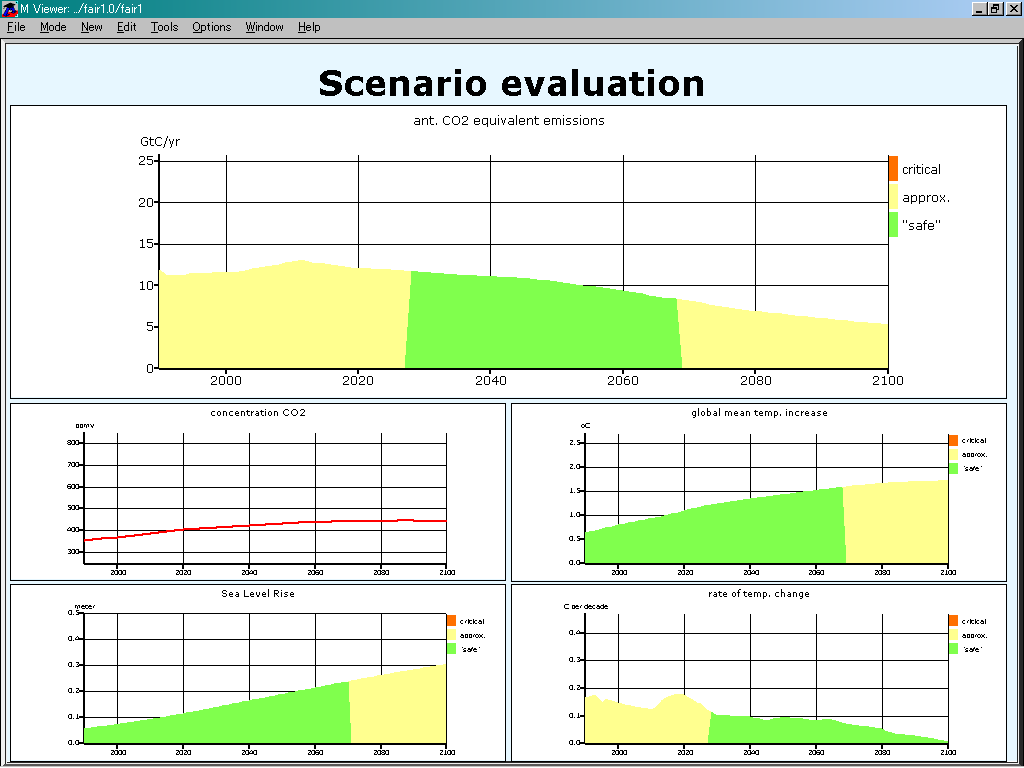 M Viewer: ../fair1.0/fair1
File Mode New Edit Tools Options Window Help
Scenario evaluation
ant. CO2 equivalent emissions
GtC/yr
25
20
15
10
5
0
2000 2020 2040 2060 2080 2100
critical
approx.
"safe"
concentration CO2
ppmv
800
700
600
500
400
300
2000 2020 2040 2060 2080 2100
global mean temp. increase
oC
2.5
2.0
1.5
1.0
0.5
0.0
2000 2020 2040 2060 2080 2100
critical
approx.
"safe"
Sea Level Rise
meter
0.5
0.4
0.3
0.2
0.1
0.0
2000 2020 2040 2060 2080 2100
critical
approx.
"safe"
rate of temp. change
C per decade
0.4
0.3
0.2
0.1
0.0
2000 2020 2040 2060 2080 2100
critical
approx.
"safe"